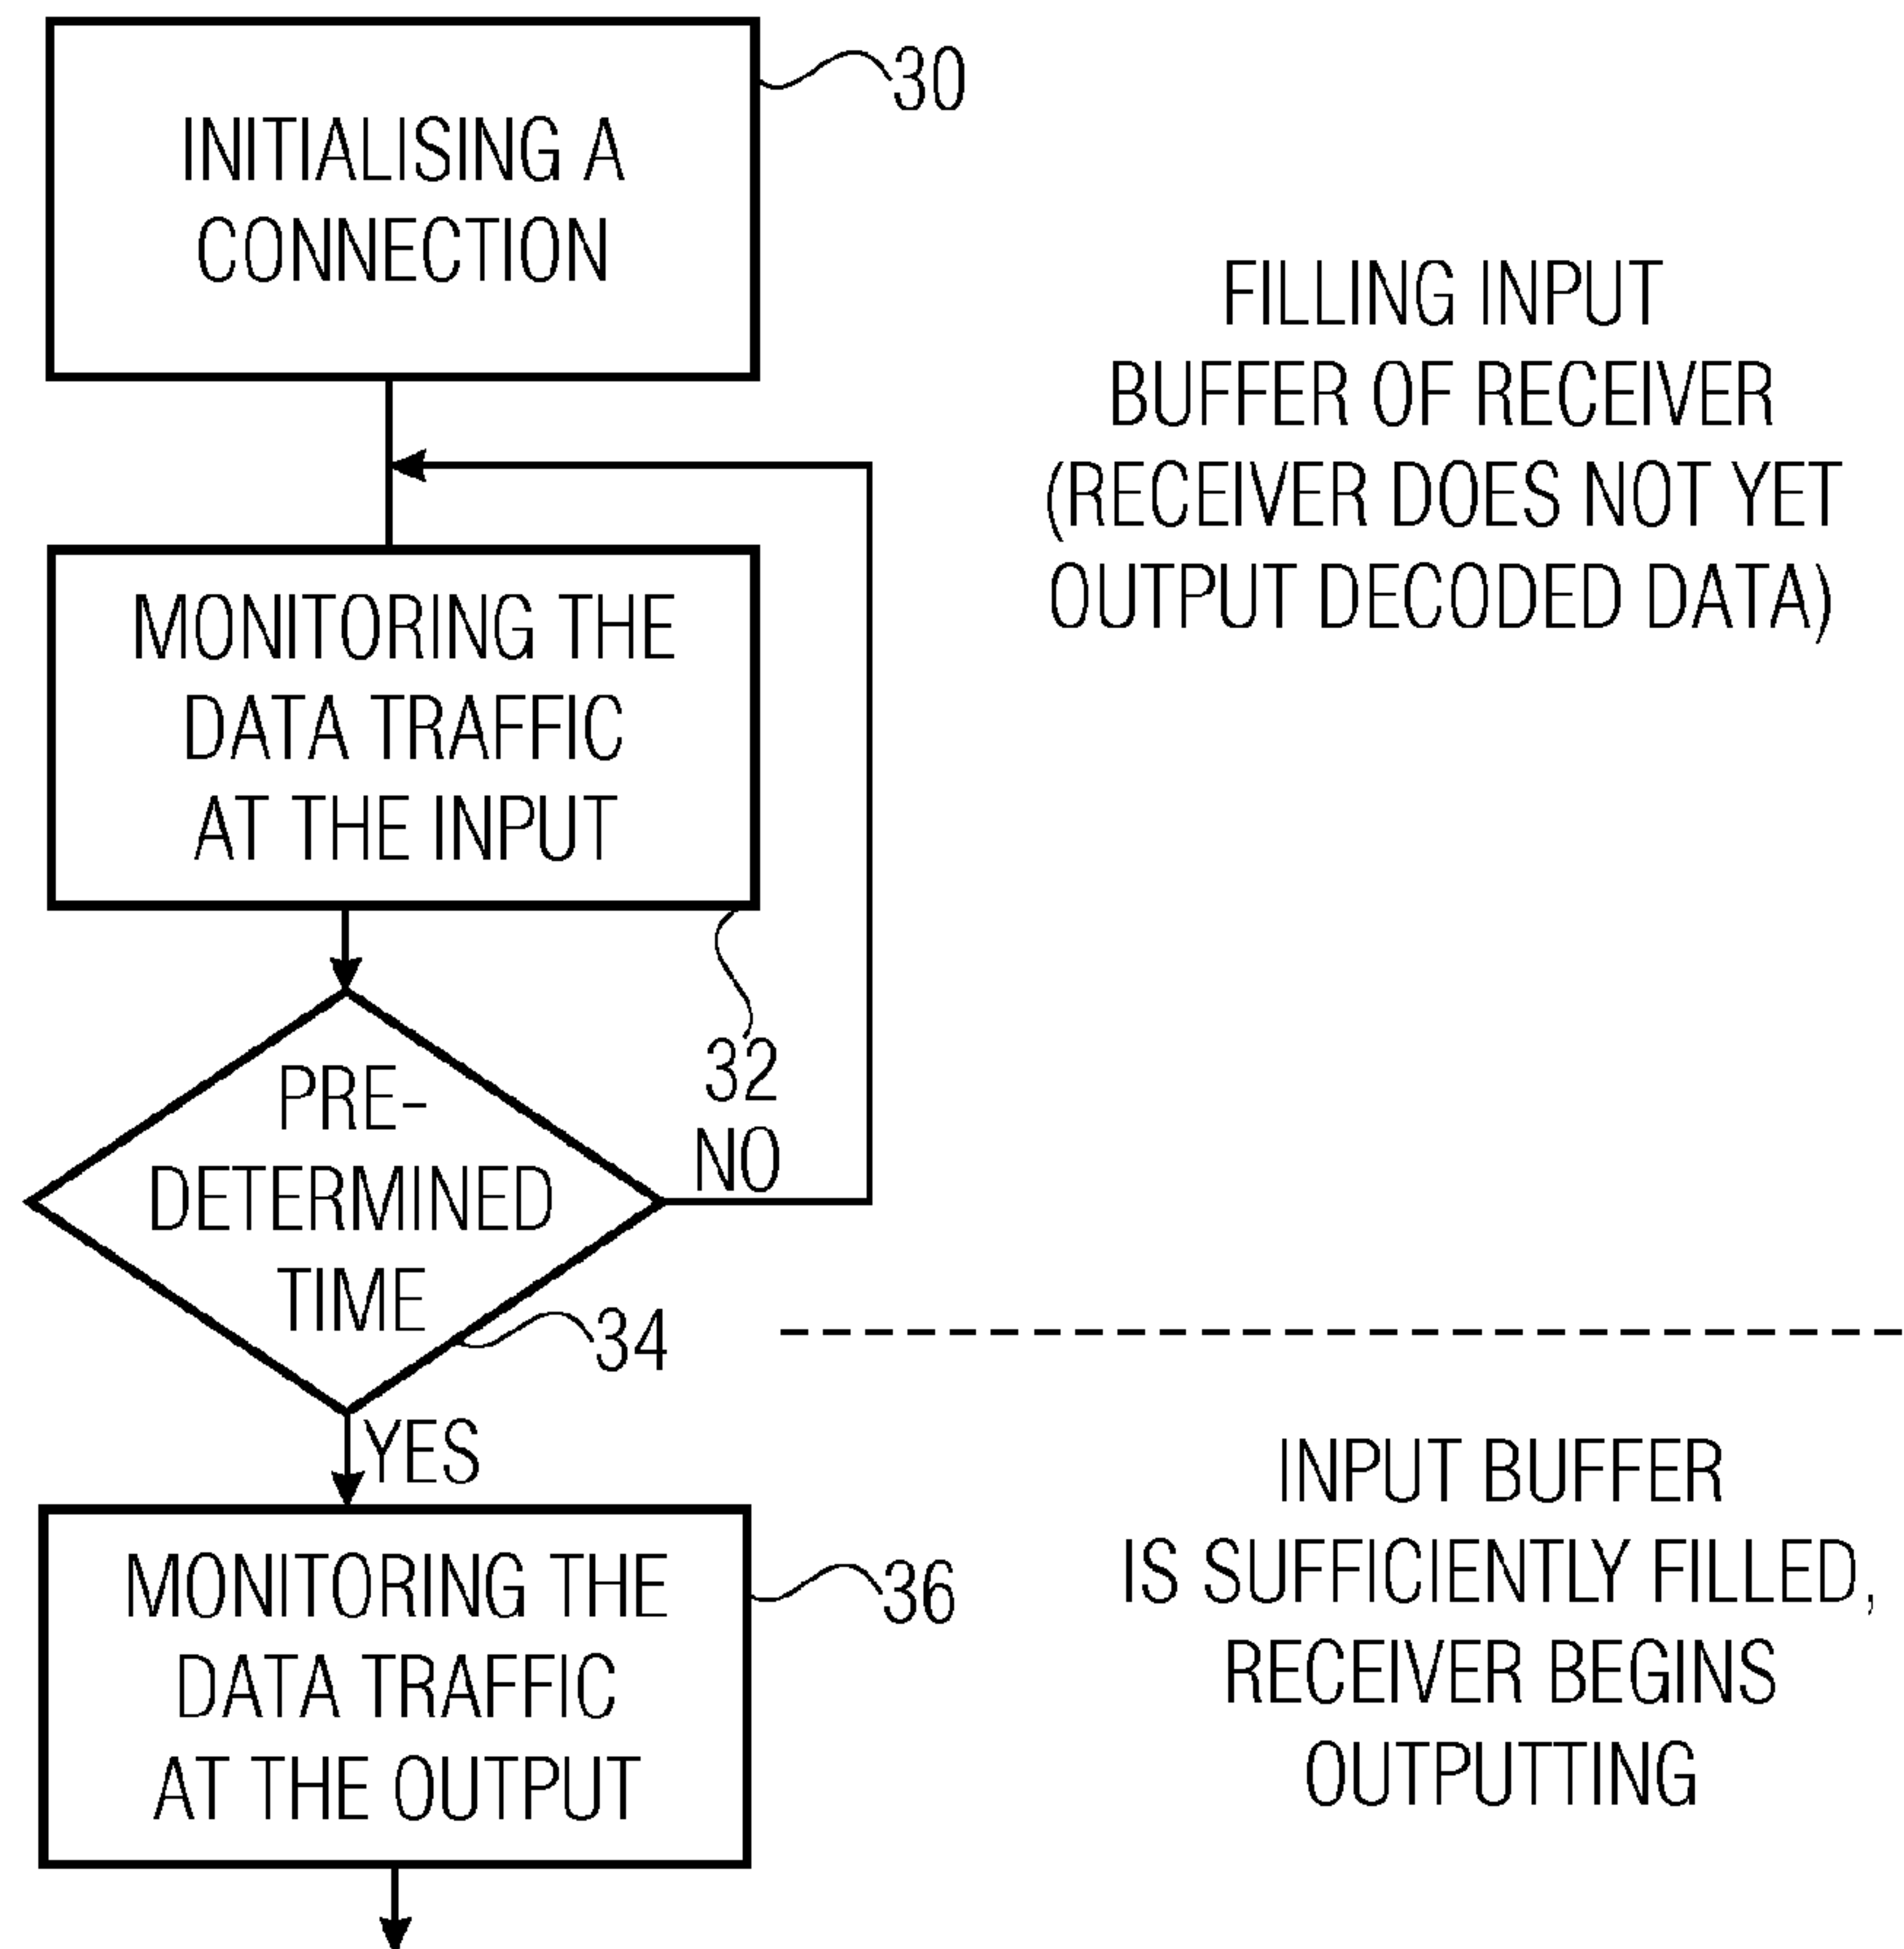 INITIALISING A
CONNECTION
30
FILLING INPUT
BUFFER OF RECEIVER
(RECEIVER DOES NOT YET
OUTPUT DECODED DATA)
MONITORING THE
DATA TRAFFIC
AT THE INPUT
32
PRE-
DETERMINED
TIME
NO
34
YES
MONITORING THE
DATA TRAFFIC
AT THE OUTPUT
36
INPUT BUFFER
IS SUFFICIENTLY FILLED,
RECEIVER BEGINS
OUTPUTTING